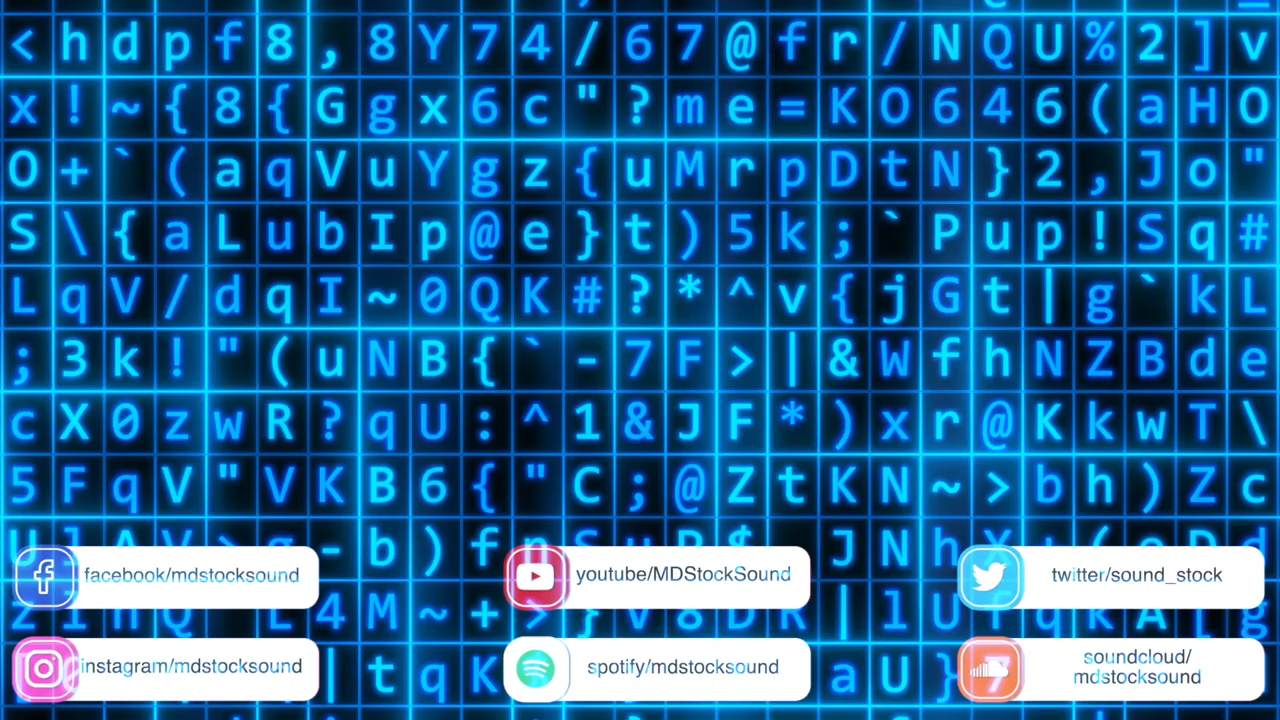 < h d p f 8 , 8 Y 7 4 / 6 7 @ f r / N Q U % 2 ] v
x ! ~ { 8 { G g x 6 c " ? m e = K O 6 4 6 ( a H O
O + ` ( a q V u Y g z { u M r p D t N } 2 , J o "
S \ { a L u b I p @ e } t ) 5 k ; ` P u p ! S q #
L q V / d q I ~ 0 Q K # ? * ^ v { j G t | g ` k L
; 3 k ! " ( u N B { ` - 7 F > | & W f h N Z B d e
c X 0 z w R ? q U : ^ 1 & J F * ) x r @ K k w T \
5 F q V " V K B 6 { " C ; @ Z t K N ~ > b h ) Z c
- b ) f J N h
facebook/mdstocksound
youtube/MDStockSound
twitter/sound_stock
4 M ~ + | l U
instagram/mdstocksound
spotify/mdstocksound
soundcloud/
mdstocksound
| t q K a U }